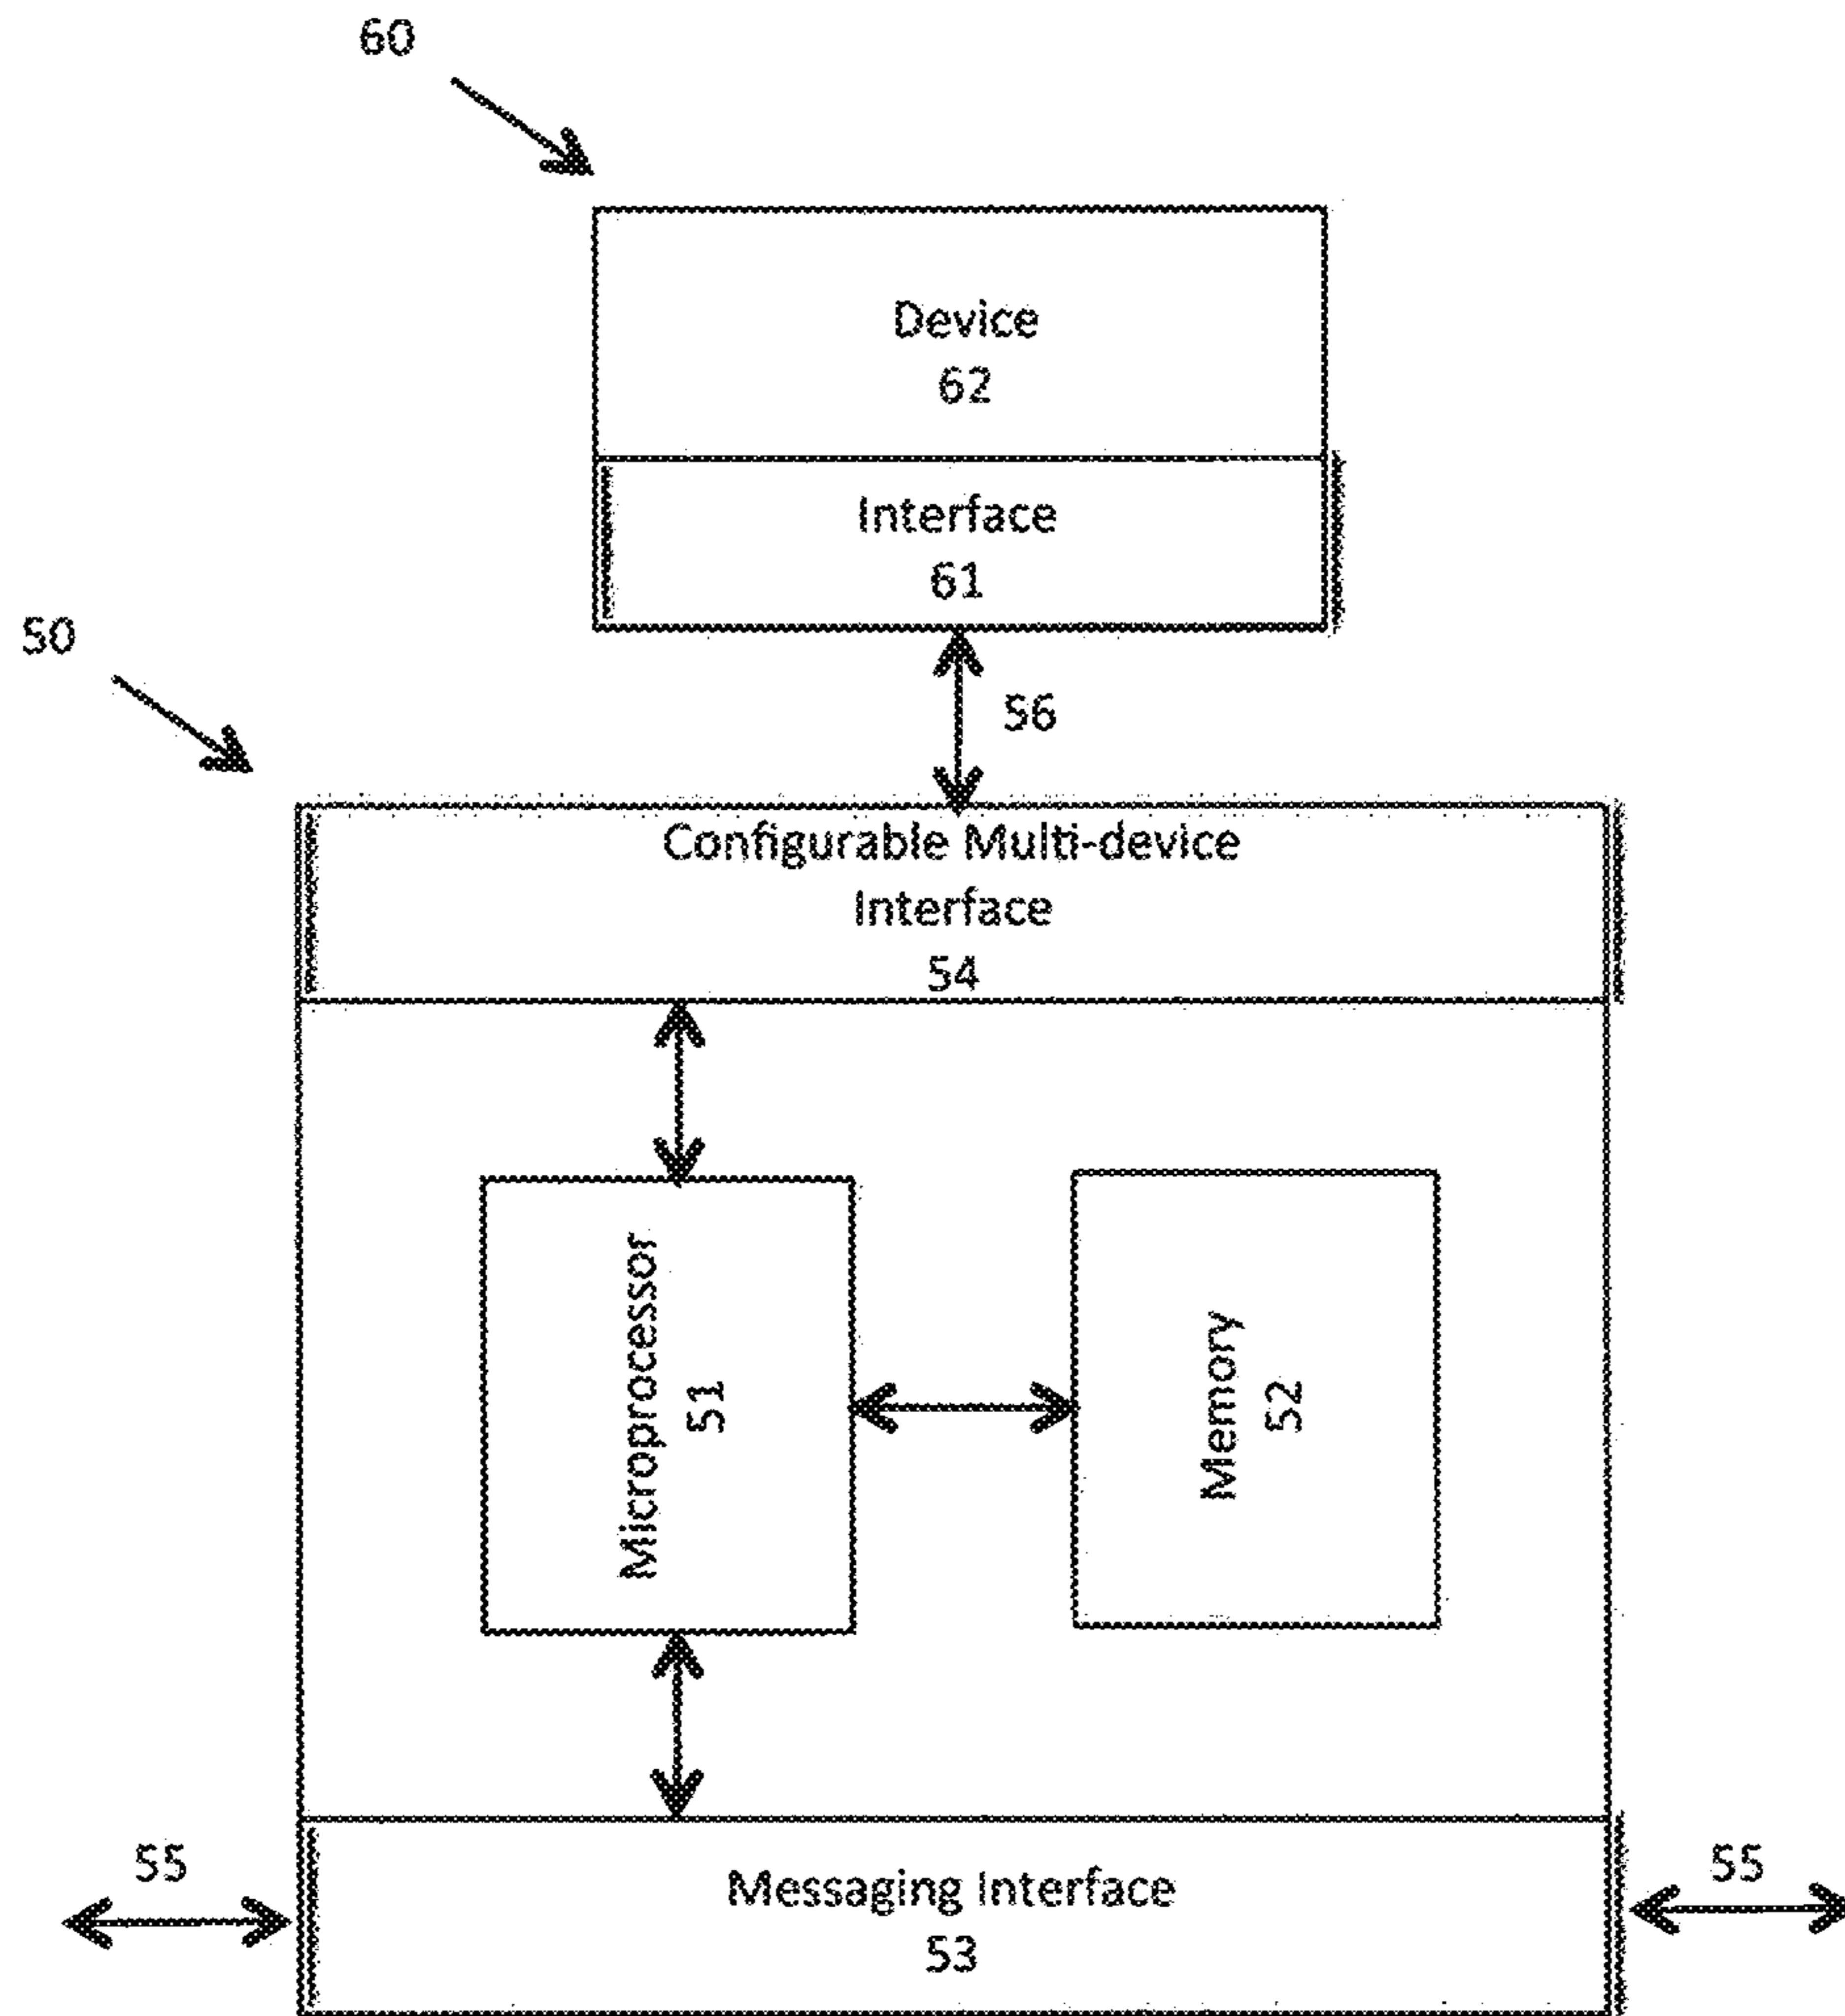 60
Device
62
Interface
61
50
56
Configurable Multi-device
Interface
54
Microprocessor
51
Memory
52
55
Messaging Interface
53
55